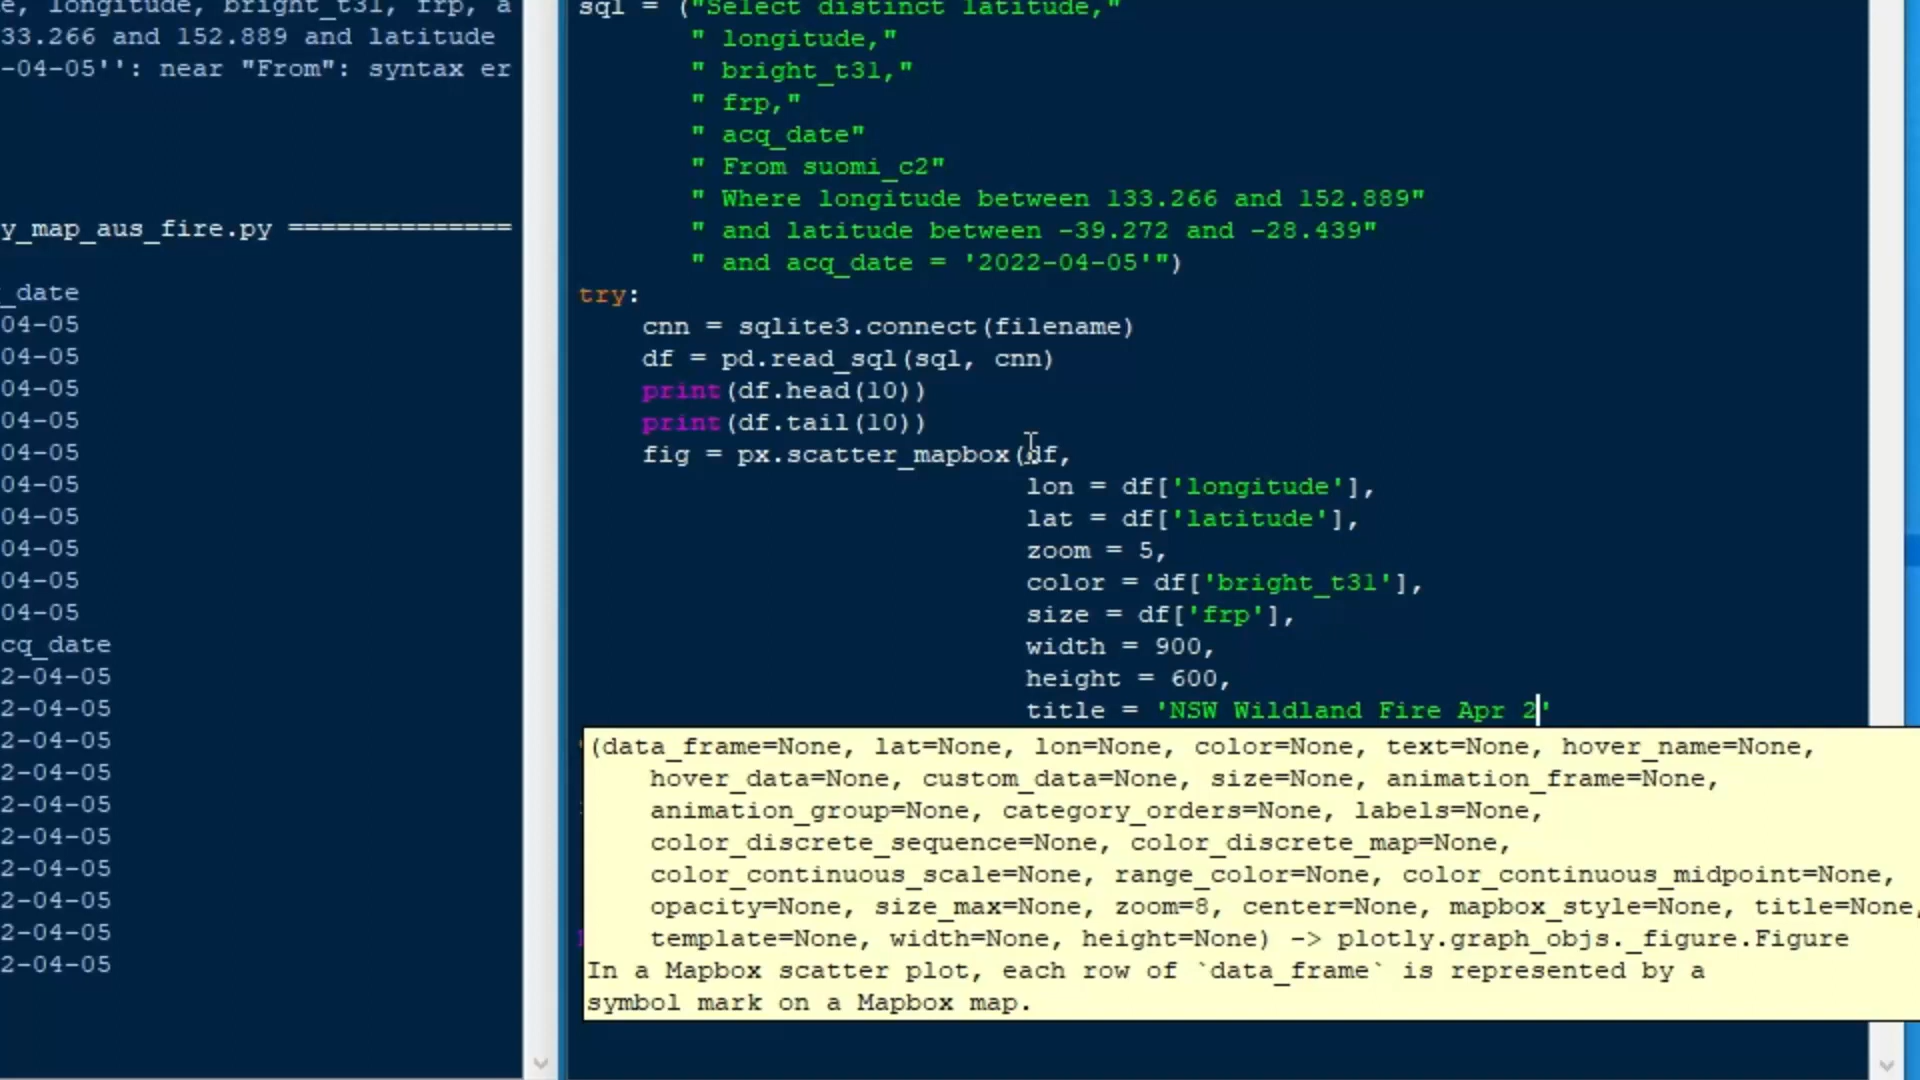 e, longitude, bright_t31, frp, a
33.266 and 152.889 and latitude
-04-05'': near "From": syntax er
y_map_aus_fire.py ==============
_date
04-05
04-05
04-05
04-05
04-05
04-05
04-05
04-05
04-05
04-05
cq_date
2-04-05
2-04-05
2-04-05
2-04-05
2-04-05
2-04-05
2-04-05
2-04-05
2-04-05
2-04-05
sql = ("Select distinct latitude,"
" longitude,"
" bright_t31,"
" frp,"
" acq_date"
" From suomi_c2"
" Where longitude between 133.266 and 152.889"
" and latitude between -39.272 and -28.439"
" and acq_date = '2022-04-05'")
try:
cnn = sqlite3.connect(filename)
df = pd.read_sql(sql, cnn)
print(df.head(10))
print(df.tail(10))
fig = px.scatter_mapbox(df,
lon = df['longitude'],
lat = df['latitude'],
zoom = 5,
color = df['bright_t31'],
size = df['frp'],
width = 900,
height = 600,
title = 'NSW Wildland Fire Apr 2'
(data_frame=None, lat=None, lon=None, color=None, text=None, hover_name=None,
hover_data=None, custom_data=None, size=None, animation_frame=None,
animation_group=None, category_orders=None, labels=None,
color_discrete_sequence=None, color_discrete_map=None,
color_continuous_scale=None, range_color=None, color_continuous_midpoint=None,
opacity=None, size_max=None, zoom=8, center=None, mapbox_style=None, title=None,
template=None, width=None, height=None) -> plotly.graph_objs._figure.Figure
In a Mapbox scatter plot, each row of `data_frame` is represented by a
symbol mark on a Mapbox map.